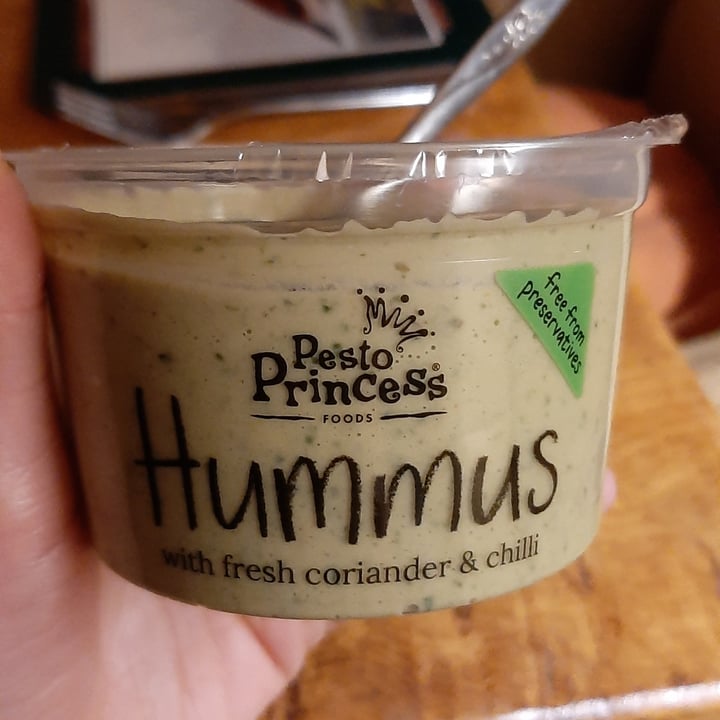 free from
preservatives
Pesto
Princess®
FOODS
Hummus
with fresh coriander & chilli